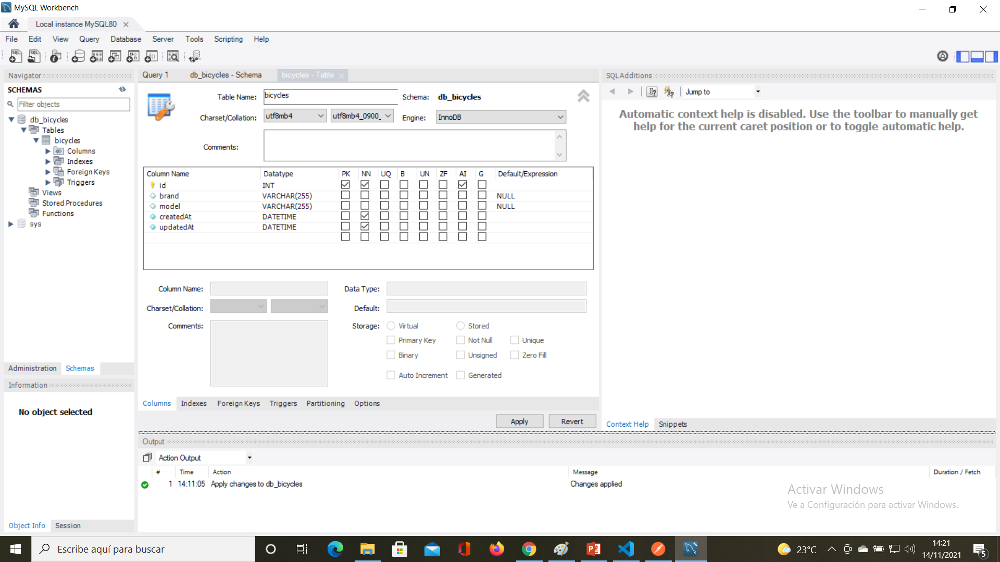 MySQL Workbench
Local instance MySQL80
File Edit View Query Database Server Tools Scripting Help
Navigator
SCHEMAS
Filter objects
db_bicycles
Tables
bicycles
Columns
Indexes
Foreign Keys
Triggers
Views
Stored Procedures
Functions
sys
Administration Schemas
Information
No object selected
Object Info Session
Query 1 db_bicycles - Schema bicycles - Table
Table Name: bicycles Schema: db_bicycles
Charset/Collation: utf8mb4 utf8mb4_0900_ Engine: InnoDB
Comments:
Column Name Datatype PK NN UQ B UN ZF AI G Default/Expression
id INT
brand VARCHAR(255) NULL
model VARCHAR(255) NULL
createdAt DATETIME
updatedAt DATETIME
Column Name: Data Type:
Charset/Collation: Default:
Comments: Storage: Virtual Stored
Primary Key Not Null Unique
Binary Unsigned Zero Fill
Auto Increment Generated
Columns Indexes Foreign Keys Triggers Partitioning Options
Apply Revert
SQLAdditions
Jump to
Automatic context help is disabled. Use the toolbar to manually get
help for the current caret position or to toggle automatic help.
Context Help Snippets
Output
Action Output
# Time Action Message Duration / Fetch
1 14:11:05 Apply changes to db_bicycles Changes applied
Activar Windows
Ve a Configuración para activar Windows.
Escribe aquí para buscar
23°C
14:21
14/11/2021
5